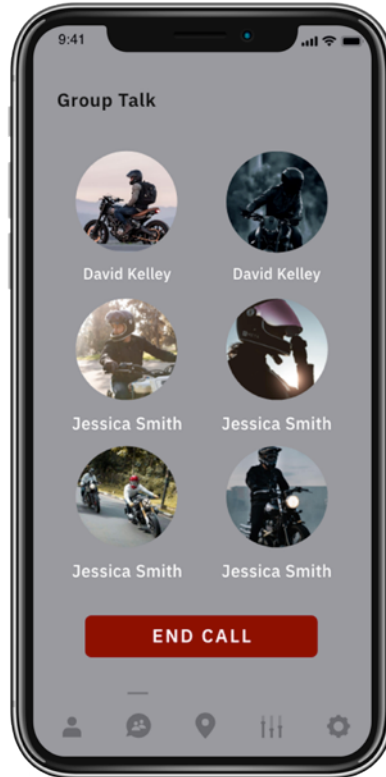 9:41
Group Talk
David Kelley David Kelley
Jessica Smith Jessica Smith
Jessica Smith Jessica Smith
END CALL